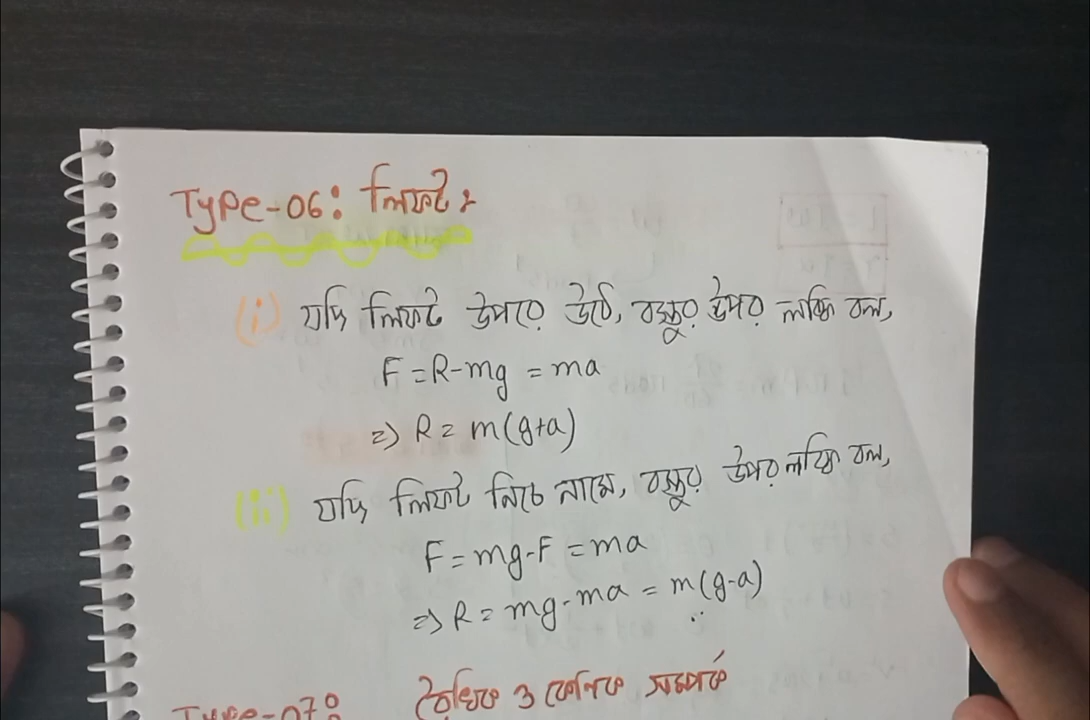 Type-06: লিফট ঃ
(i) যদি লিফট উপরে উঠে, বস্তুর উপর লব্ধি বল,
F = R-mg = ma
=> R = m(g+a)
(ii) যদি লিফট নিচে নামে, বস্তুর উপর লব্ধি বল,
F = mg-F = ma
=> R = mg-ma = m(g-a)
Type-07: রৈখিক ও কৌনিক সম্পর্ক